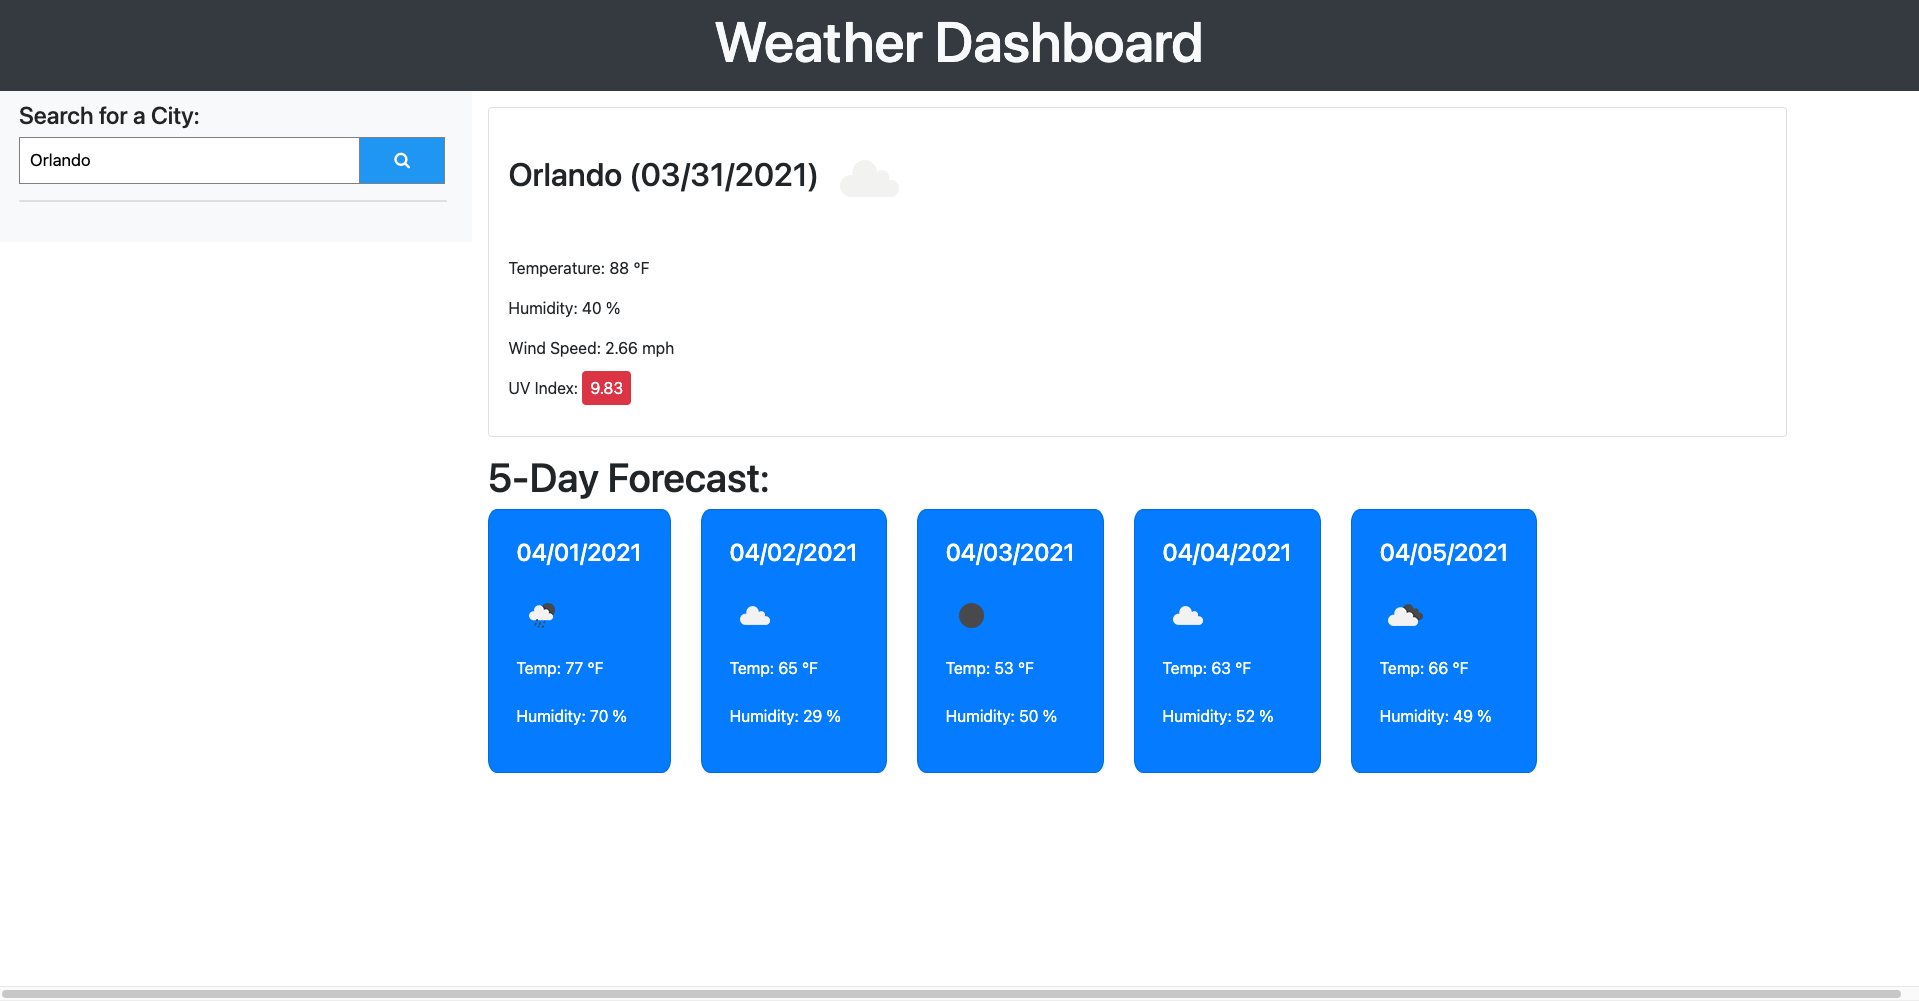 Weather Dashboard
Search for a City:
Orlando
Orlando (03/31/2021)
Temperature: 88 °F
Humidity: 40 %
Wind Speed: 2.66 mph
UV Index: 9.83
5-Day Forecast:
04/01/2021
Temp: 77 °F
Humidity: 70 %
04/02/2021
Temp: 65 °F
Humidity: 29 %
04/03/2021
Temp: 53 °F
Humidity: 50 %
04/04/2021
Temp: 63 °F
Humidity: 52 %
04/05/2021
Temp: 66 °F
Humidity: 49 %